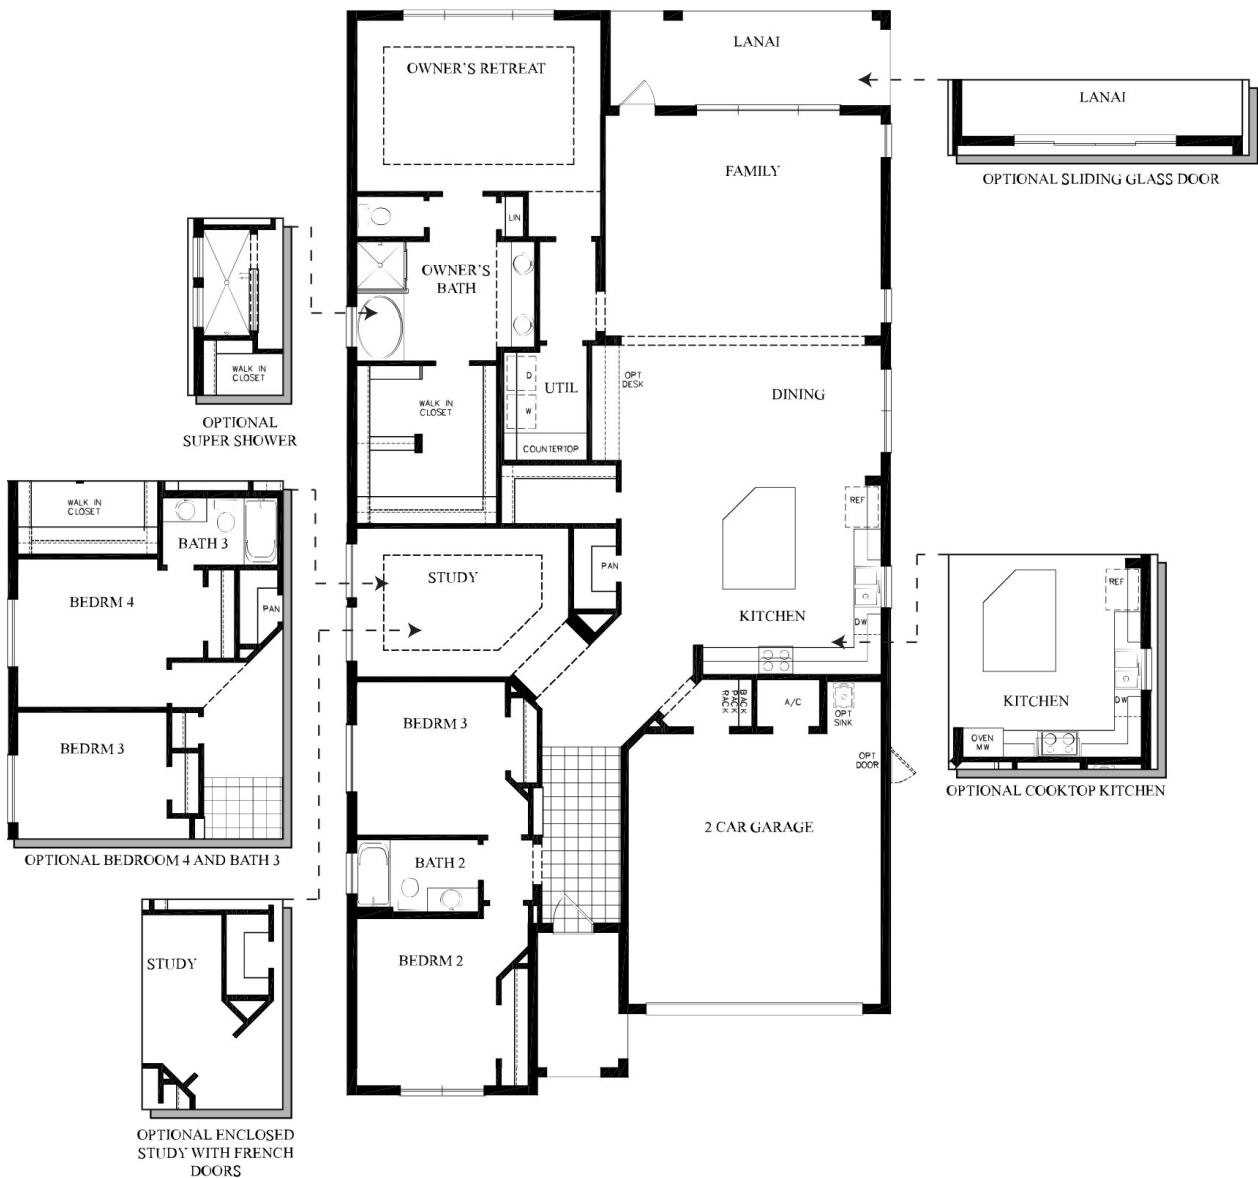 LANAI
OWNER'S RETREAT
LANAI
FAMILY
OPTIONAL SLIDING GLASS DOOR
LIN
OWNER'S
BATH
WALK IN
CLOSET
OPTIONAL
SUPER SHOWER
D
W
UTIL
COUNTERTOP
OPT
DESK
DINING
WALK IN
CLOSET
WALK IN
CLOSET
BATH 3
BEDRM 4
PAN
BEDRM 3
OPTIONAL BEDROOM 4 AND BATH 3
STUDY
PAN
REF
DW
KITCHEN
REF
DW
KITCHEN
OVEN
MW
OPTIONAL COOKTOP KITCHEN
BACK
PACK
RACK
A/C
OPT
SINK
OPT
DOOR
BEDRM 3
2 CAR GARAGE
BATH 2
BEDRM 2
STUDY
OPTIONAL ENCLOSED
STUDY WITH FRENCH
DOORS